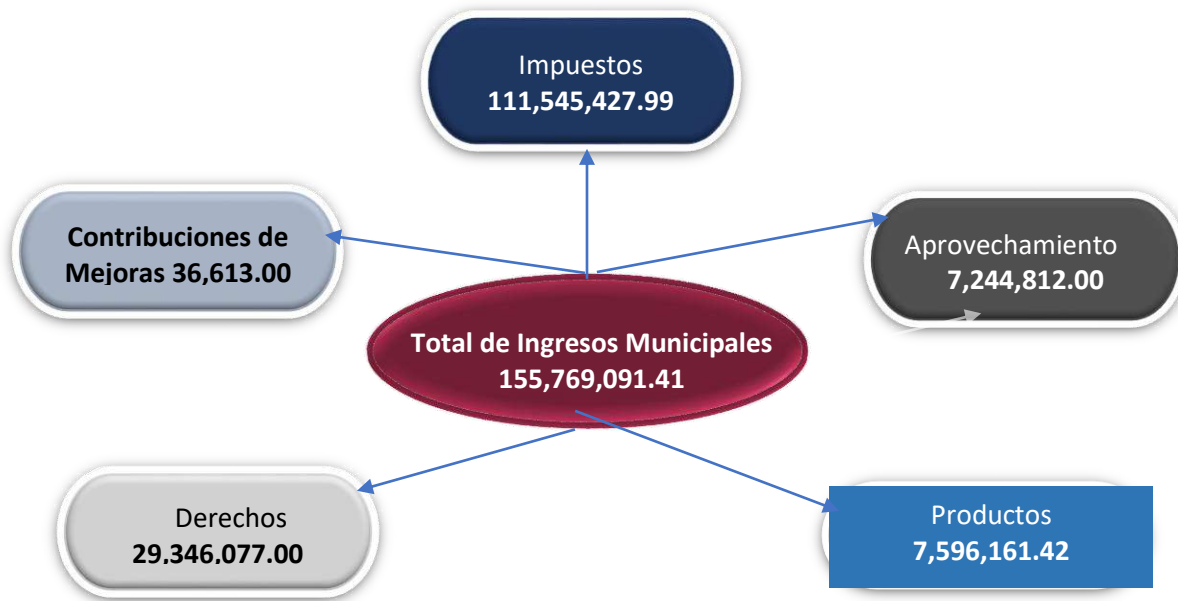 Impuestos
111,545,427.99
Contribuciones de
Mejoras 36,613.00
Aprovechamiento
7,244,812.00
Total de Ingresos Municipales
155,769,091.41
Derechos
29,346,077.00
Productos
7,596,161.42